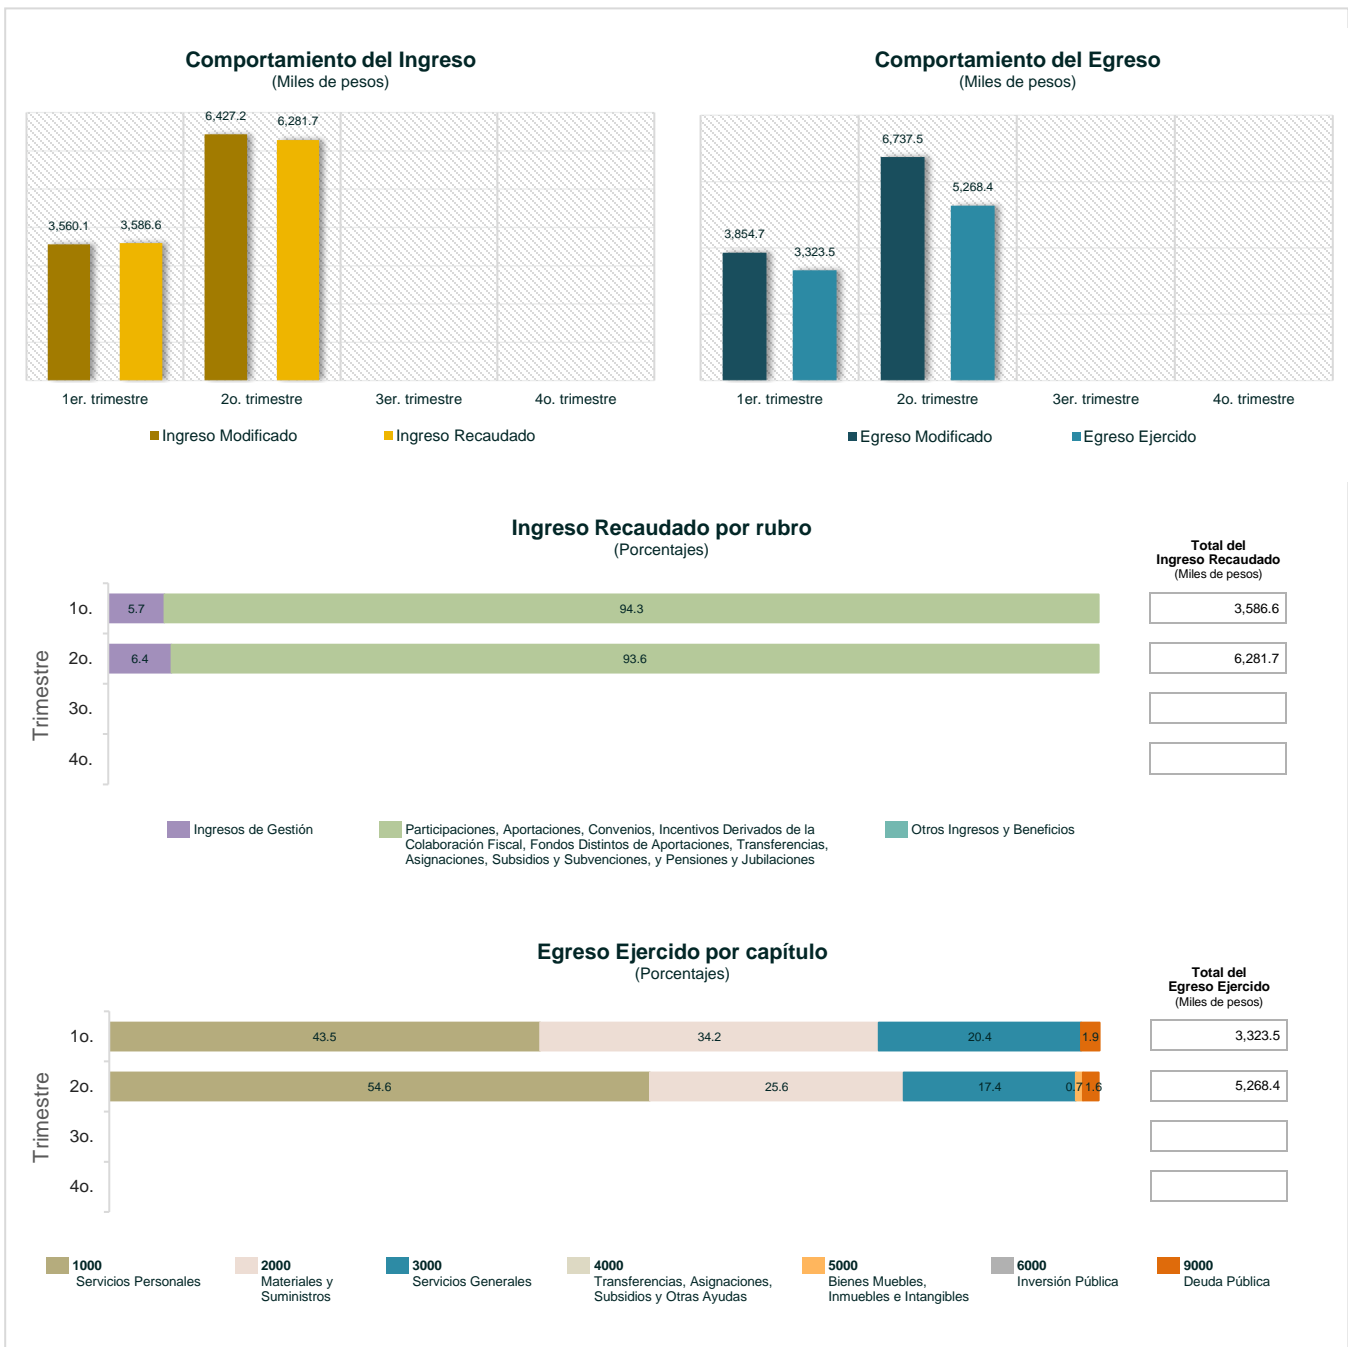 Comportamiento del Ingreso
(Miles de pesos)
6,427.2
6,281.7
3,560.1
3,586.6
1er. trimestre
2o. trimestre
3er. trimestre
4o. trimestre
Ingreso Modificado
Ingreso Recaudado
Comportamiento del Egreso
(Miles de pesos)
6,737.5
5,268.4
3,854.7
3,323.5
1er. trimestre
2o. trimestre
3er. trimestre
4o. trimestre
Egreso Modificado
Egreso Ejercido
Ingreso Recaudado por rubro
(Porcentajes)
Total del
Ingreso Recaudado
(Miles de pesos)
Trimestre
1o.
5.7
94.3
3,586.6
2o.
6.4
93.6
6,281.7
3o.
4o.
Ingresos de Gestión
Participaciones, Aportaciones, Convenios, Incentivos Derivados de la
Colaboración Fiscal, Fondos Distintos de Aportaciones, Transferencias,
Asignaciones, Subsidios y Subvenciones, y Pensiones y Jubilaciones
Otros Ingresos y Beneficios
Egreso Ejercido por capítulo
(Porcentajes)
Total del
Egreso Ejercido
(Miles de pesos)
Trimestre
1o.
43.5
34.2
20.4
1.9
3,323.5
2o.
54.6
25.6
17.4
0.7
1.6
5,268.4
3o.
4o.
1000
Servicios Personales
2000
Materiales y
Suministros
3000
Servicios Generales
4000
Transferencias, Asignaciones,
Subsidios y Otras Ayudas
5000
Bienes Muebles,
Inmuebles e Intangibles
6000
Inversión Pública
9000
Deuda Pública